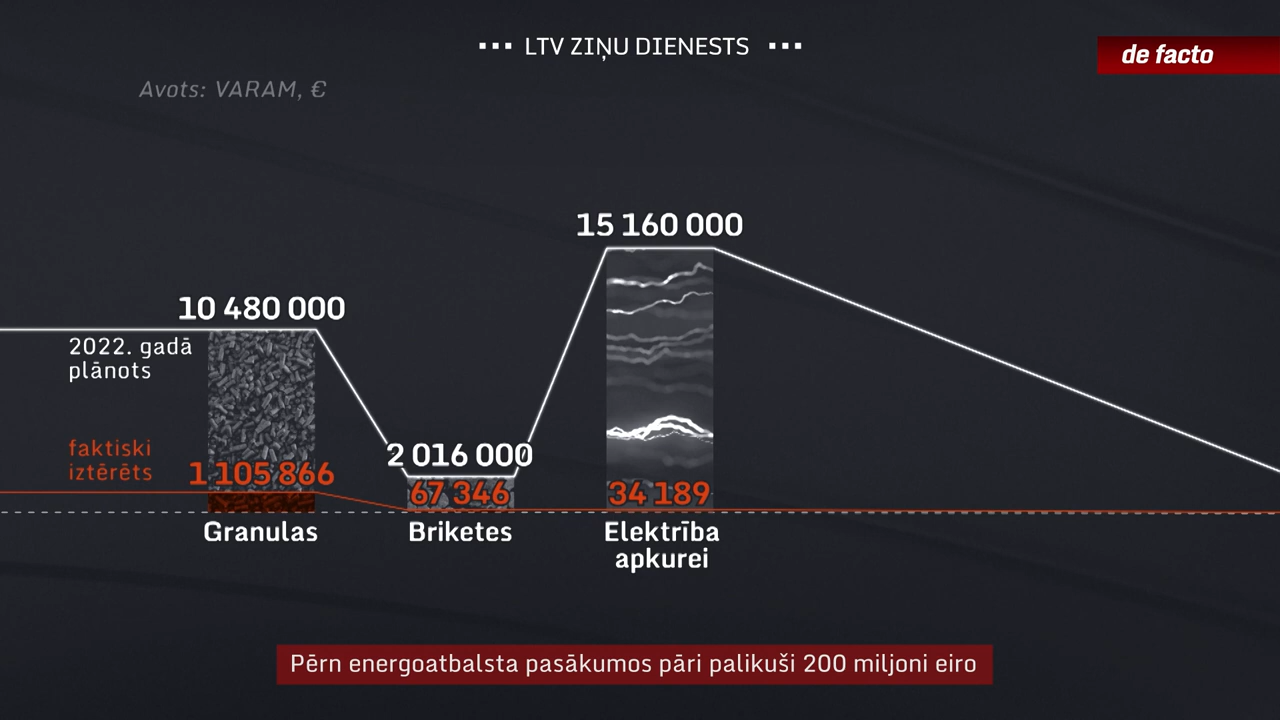 LTV ZIŅU DIENESTS
de facto
Avots: VARAM, €
15 160 000
10 480 000
2022. gadā
plānots
faktiski
iztērēts
2 016 000
1 105 866
67 346
34 189
Granulas
Briketes
Elektrība
apkurei
Pērn energoatbalsta pasākumos pāri palikuši 200 miljoni eiro